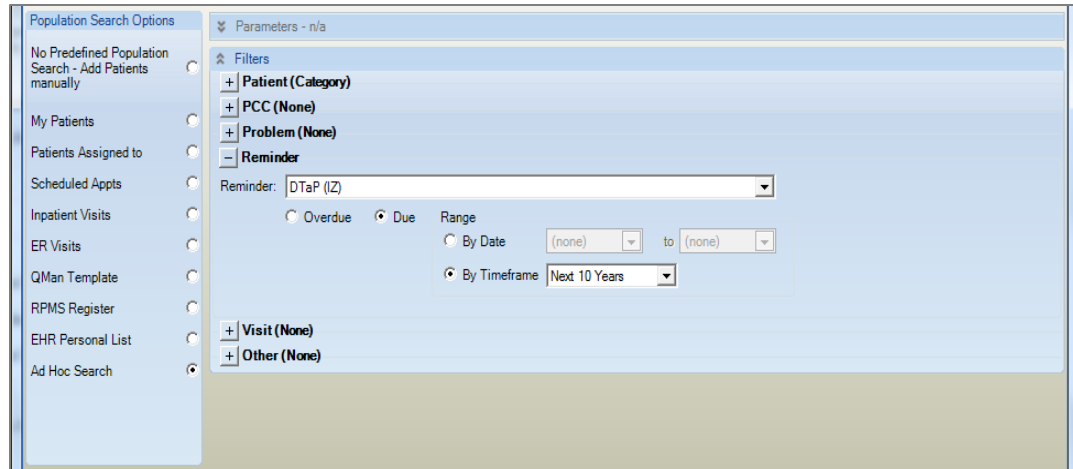 Population Search Options
No Predefined Population
Search - Add Patients
manually
My Patients
Patients Assigned to
Scheduled Appts
Inpatient Visits
ER Visits
QMan Template
RPMS Register
EHR Personal List
Ad Hoc Search
Parameters - n/a
Filters
+ Patient (Category)
+ PCC (None)
+ Problem (None)
− Reminder
Reminder: DTaP (IZ)
Overdue Due Range
By Date (none) to (none)
By Timeframe Next 10 Years
+ Visit (None)
+ Other (None)